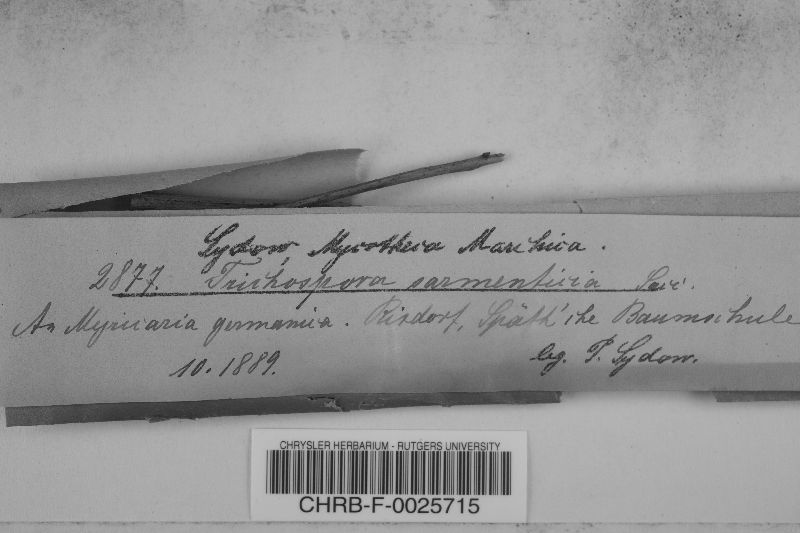 Sydow Mycotheca Marchica.
2877. Trichospora sarmenticia Sacc.
An Myricaria germanica. Rixdorf, Späth'sche Baumschule
10. 1889. leg. P. Sydow.
CHRYSLER HERBARIUM - RUTGERS UNIVERSITY
CHRB-F-0025715